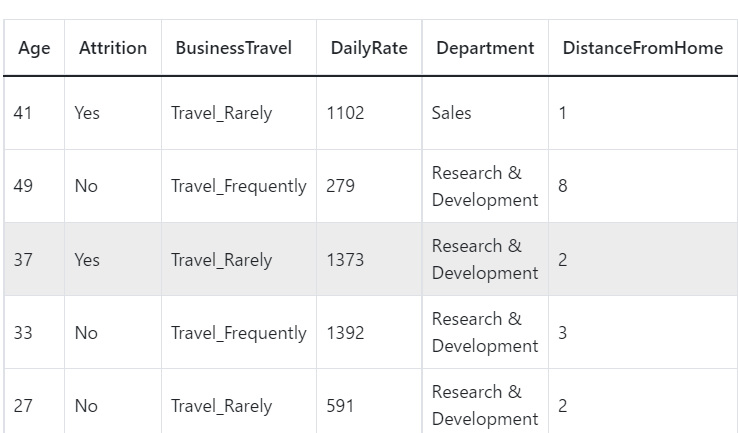 Age Attrition BusinessTravel DailyRate Department DistanceFromHome
41 Yes Travel_Rarely 1102 Sales 1
49 No Travel_Frequently 279 Research & Development 8
37 Yes Travel_Rarely 1373 Research & Development 2
33 No Travel_Frequently 1392 Research & Development 3
27 No Travel_Rarely 591 Research & Development 2